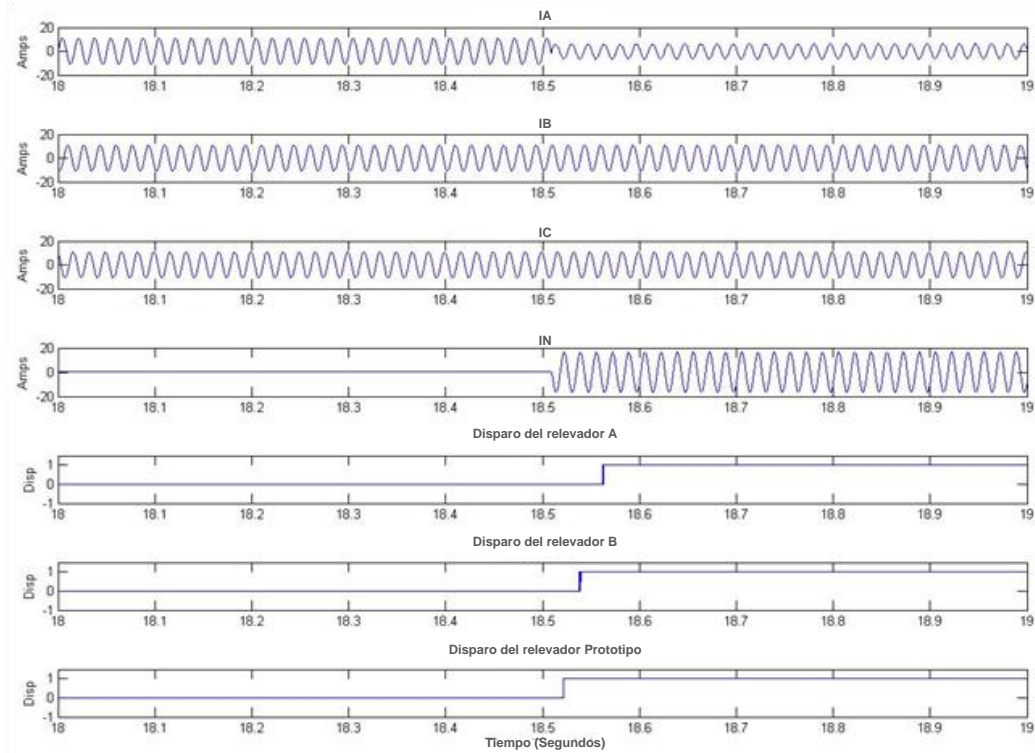 IA
20
0
-20
Amps
18 18.1 18.2 18.3 18.4 18.5 18.6 18.7 18.8 18.9 19
IB
20
0
-20
Amps
18 18.1 18.2 18.3 18.4 18.5 18.6 18.7 18.8 18.9 19
IC
20
0
-20
Amps
18 18.1 18.2 18.3 18.4 18.5 18.6 18.7 18.8 18.9 19
IN
20
0
-20
Amps
18 18.1 18.2 18.3 18.4 18.5 18.6 18.7 18.8 18.9 19
Disparo del relevador A
1
0
-1
Disp
18 18.1 18.2 18.3 18.4 18.5 18.6 18.7 18.8 18.9 19
Disparo del relevador B
1
0
-1
Disp
18 18.1 18.2 18.3 18.4 18.5 18.6 18.7 18.8 18.9 19
Disparo del relevador Prototipo
1
0
-1
Disp
18 18.1 18.2 18.3 18.4 18.5 18.6 18.7 18.8 18.9 19
Tiempo (Segundos)